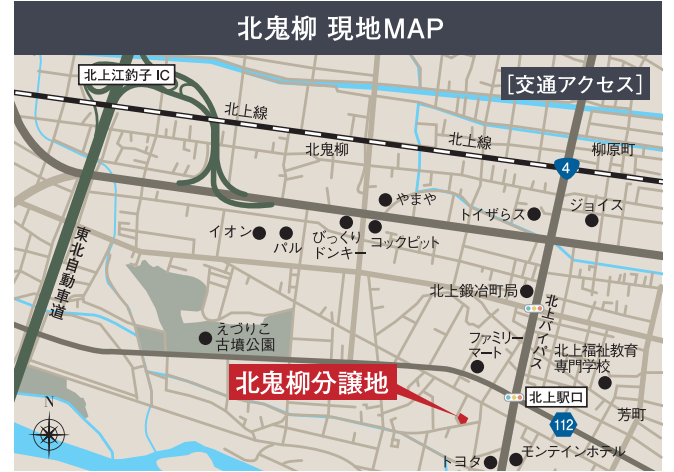 北鬼柳 現地MAP
北上江釣子 IC
[交通アクセス]
北上線
北鬼柳
北上線
柳原町
4
やまや
トイザらス
ジョイス
イオン
パル
びっくり
ドンキー
コックピット
東北自動車道
北上鍛冶町局
北上バイパス
えづりこ
古墳公園
ファミリー
マート
北上福祉教育
専門学校
北鬼柳分譲地
北上駅口
芳町
112
N
トヨタ
モンテインホテル